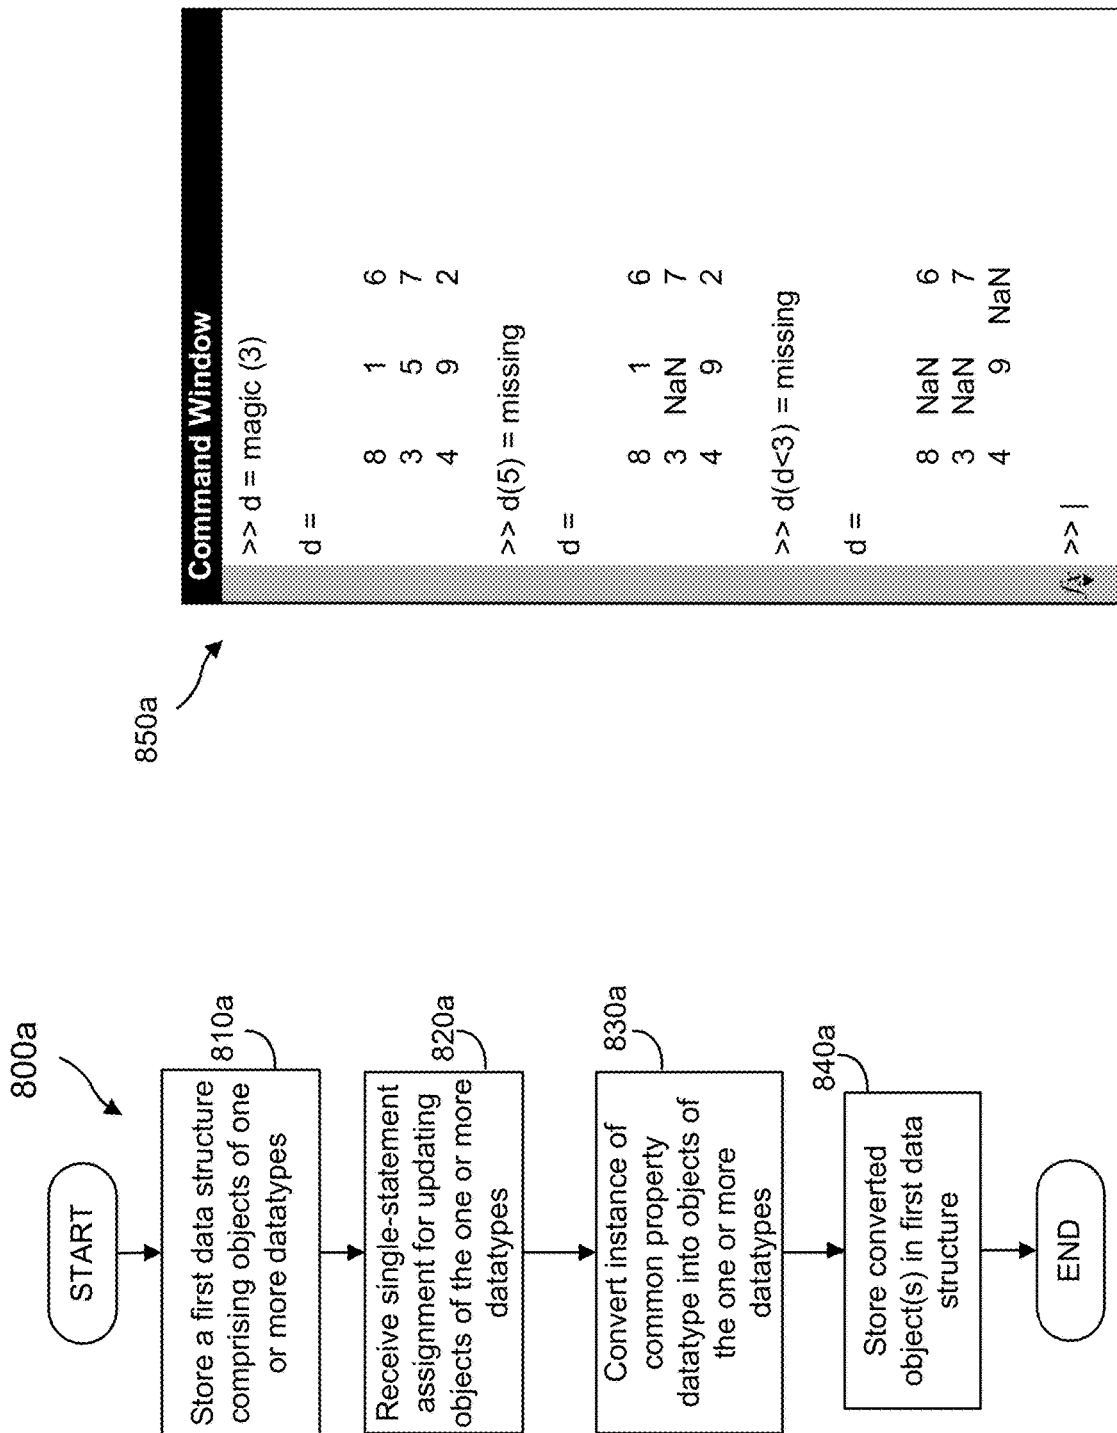 800a
START
Store a first data structure
comprising objects of one
or more datatypes
810a
Receive single-statement
assignment for updating
objects of the one or more
datatypes
820a
Convert instance of
common property
datatype into objects of
the one or more
datatypes
830a
Store converted
object(s) in first data
structure
840a
END
850a
Command Window
>> d = magic (3)
d =
8 1 6
3 5 7
4 9 2
>> d(5) = missing
d =
8 1 6
3 NaN 7
4 9 2
>> d(d<3) = missing
d =
8 NaN 6
3 NaN 7
4 9 NaN
>> |